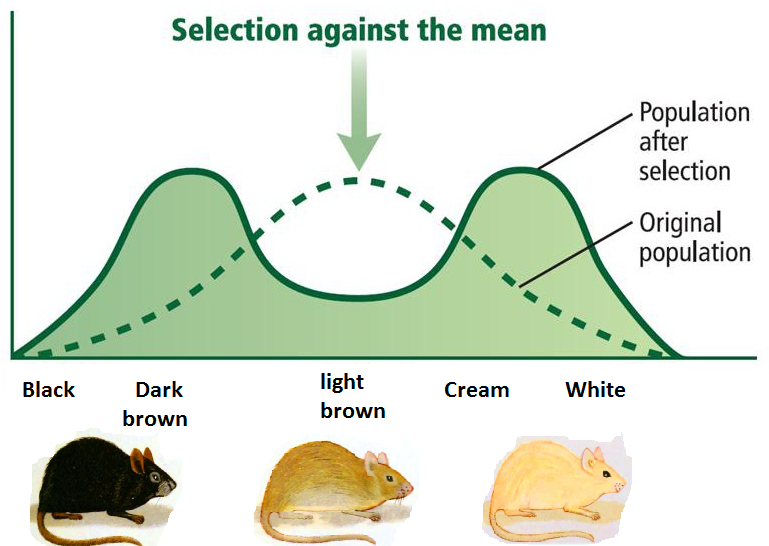 Selection against the mean
Population
after
selection
Original
population
Black
Dark
brown
light
brown
Cream
White